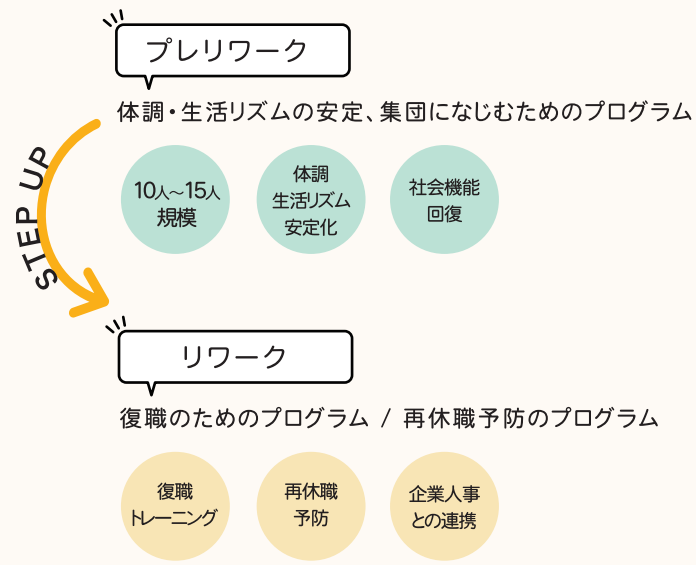 プレリワーク
体調・生活リズムの安定、集団になじむためのプログラム
10人～15人
規模
体調
生活リズム
安定化
社会機能
回復
STEP UP
リワーク
復職のためのプログラム / 再休職予防のプログラム
復職
トレーニング
再休職
予防
企業人事
との連携